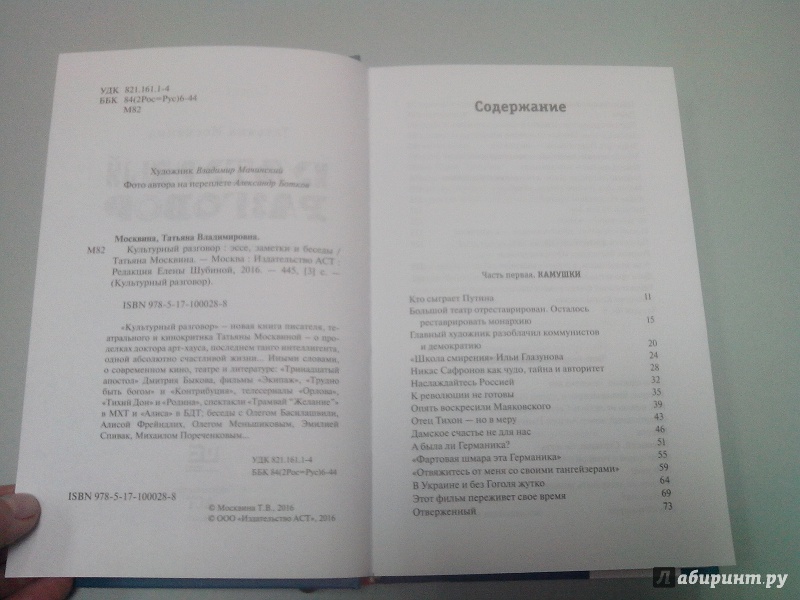 УДК 821.161.1-4
ББК 84(2Рос=Рус)6-44
М82
Художник Владимир Мачинский
Фото автора на переплете Александр Ботков
Москвина, Татьяна Владимировна.
М82 Культурный разговор : эссе, заметки и беседы /
Татьяна Москвина. — Москва : Издательство АСТ :
Редакция Елены Шубиной, 2016. — 445, [3] с. —
(Культурный разговор).
ISBN 978-5-17-100028-8
«Культурный разговор» — новая книга писателя, те-
атрального и кинокритика Татьяны Москвиной — о про-
делках доктора арт-хауса, последнем танго интеллигента,
одной абсолютно счастливой жизни... Иными словами,
о современном кино, театре и литературе: «Тринадцатый
апостол» Дмитрия Быкова, фильмы «Экипаж», «Трудно
быть богом» и «Контрибуция», телесериалы «Орлова»,
«Тихий Дон» и «Родина», спектакли «Трамвай "Желание"»
в МХТ и «Алиса» в БДТ; беседы с Олегом Басилашвили,
Алисой Фрейндлих, Олегом Меньшиковым, Эмилией
Спивак, Михаилом Пореченковым...
УДК 821.161.1-4
ББК 84(2Рос=Рус)6-44
ISBN 978-5-17-100028-8
© Москвина Т.В., 2016
© ООО «Издательство АСТ», 2016
Содержание
Часть первая. КАМУШКИ
Кто сыграет Путина 11
Большой театр отреставрирован. Осталось
реставрировать монархию 15
Главный художник разоблачил коммунистов
и демократию 20
«Школа смирения» Ильи Глазунова 24
Никас Сафронов как чудо, тайна и авторитет 28
Наслаждайтесь Россией 32
К революции не готовы 35
Опять воскресили Маяковского 39
Отец Тихон — но в меру 43
Дамское счастье не для нас 46
А была ли Германика? 51
«Фартовая шмара эта Германика» 55
«Отвяжитесь от меня со своими тангейзерами» 59
В Украине и без Гоголя жутко 64
Этот фильм переживет свое время 69
Отверженный 73
Лабиринт.ру